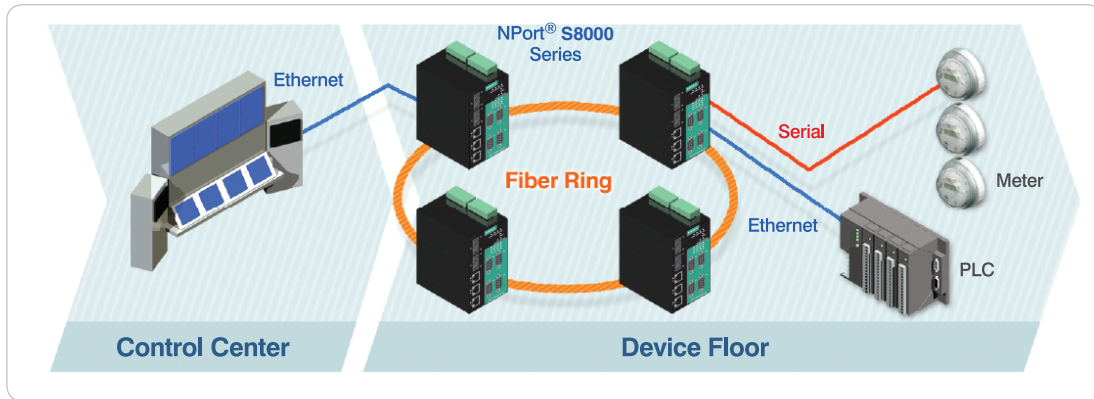 NPort® S8000
Series
Ethernet
Serial
Fiber Ring
Meter
Ethernet
PLC
Control Center
Device Floor